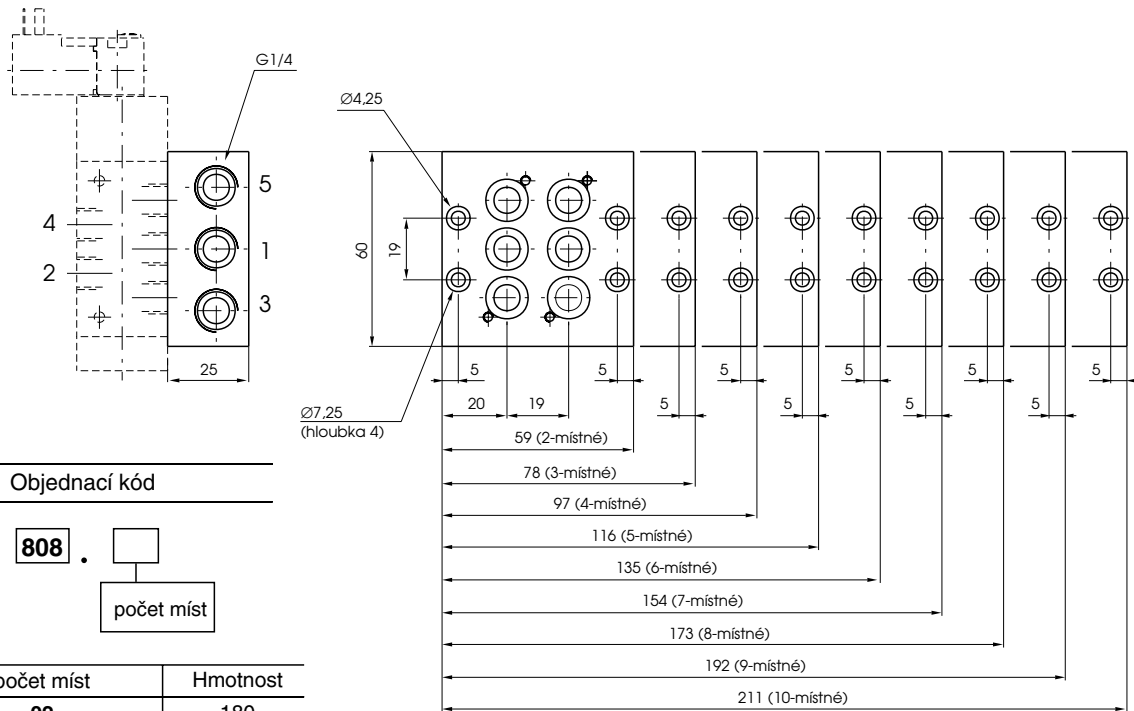 G1/4
5
4
1
2
3
25
Ø4,25
60
19
Ø7,25
(hloubka 4)
5
5
5
5
5
5
5
5
5
5
20
19
59 (2-místné)
78 (3-místné)
97 (4-místné)
116 (5-místné)
135 (6-místné)
154 (7-místné)
173 (8-místné)
192 (9-místné)
211 (10-místné)
Objednací kód
808 .
počet míst
počet míst Hmotnost